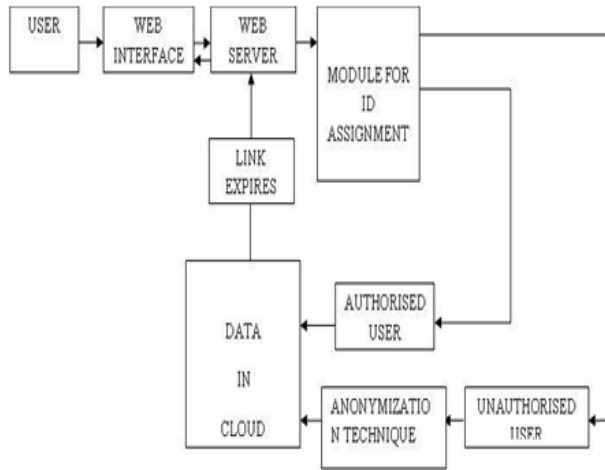 USER
WEB
INTERFACE
WEB
SERVER
MODULE FOR
ID
ASSIGNMENT
LINK
EXPIRES
DATA
IN
CLOUD
AUTHORISED
USER
ANONYMIZATIO
N TECHNIQUE
UNAUTHORISED
USER